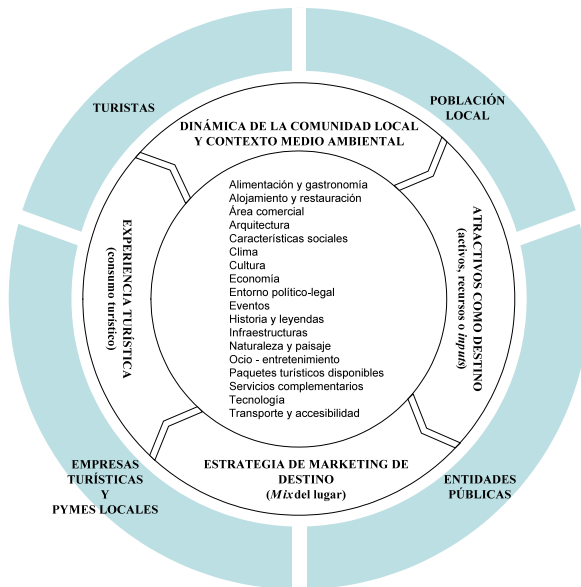 TURISTAS
POBLACIÓN
LOCAL
DINÁMICA DE LA COMUNIDAD LOCAL
Y CONTEXTO MEDIO AMBIENTAL
EXPERIENCIA TURÍSTICA
(consumo turístico)
Alimentación y gastronomía
Alojamiento y restauración
Área comercial
Arquitectura
Características sociales
Clima
Cultura
Economía
Entorno político-legal
Eventos
Historia y leyendas
Infraestructuras
Naturaleza y paisaje
Ocio - entretenimiento
Paquetes turísticos disponibles
Servicios complementarios
Tecnología
Transporte y accesibilidad
ATRACTIVOS COMO DESTINO
(activos, recursos o inputs)
ESTRATEGIA DE MARKETING DE
DESTINO
(Mix del lugar)
EMPRESAS
TURÍSTICAS
Y
PYMES LOCALES
ENTIDADES
PÚBLICAS